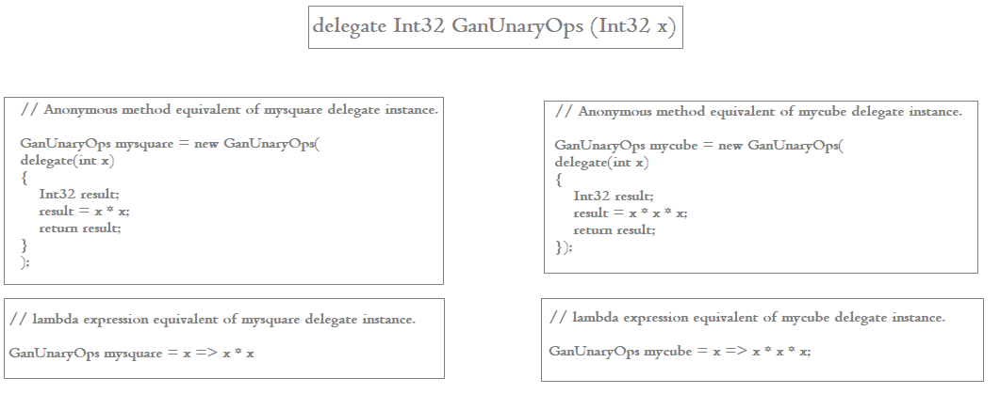 delegate Int32 GanUnaryOps (Int32 x)
// Anonymous method equivalent of mysquare delegate instance.
GanUnaryOps mysquare = new GanUnaryOps(
delegate(int x)
{
Int32 result;
result = x * x;
return result;
}
);
// Anonymous method equivalent of mycube delegate instance.
GanUnaryOps mycube = new GanUnaryOps(
delegate(int x)
{
Int32 result;
result = x * x * x;
return result;
});
// lambda expression equivalent of mysquare delegate instance.
GanUnaryOps mysquare = x => x * x
// lambda expression equivalent of mycube delegate instance.
GanUnaryOps mycube = x => x * x * x;